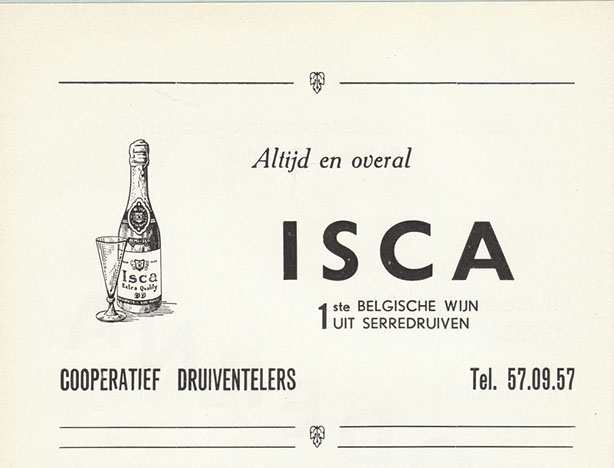 Altijd en overal
ISCA
1ste BELGISCHE WIJN
UIT SERREDRUIVEN
Isca
Extra Quality
COOPERATIEF DRUIVENTELERS
Tel. 57.09.57